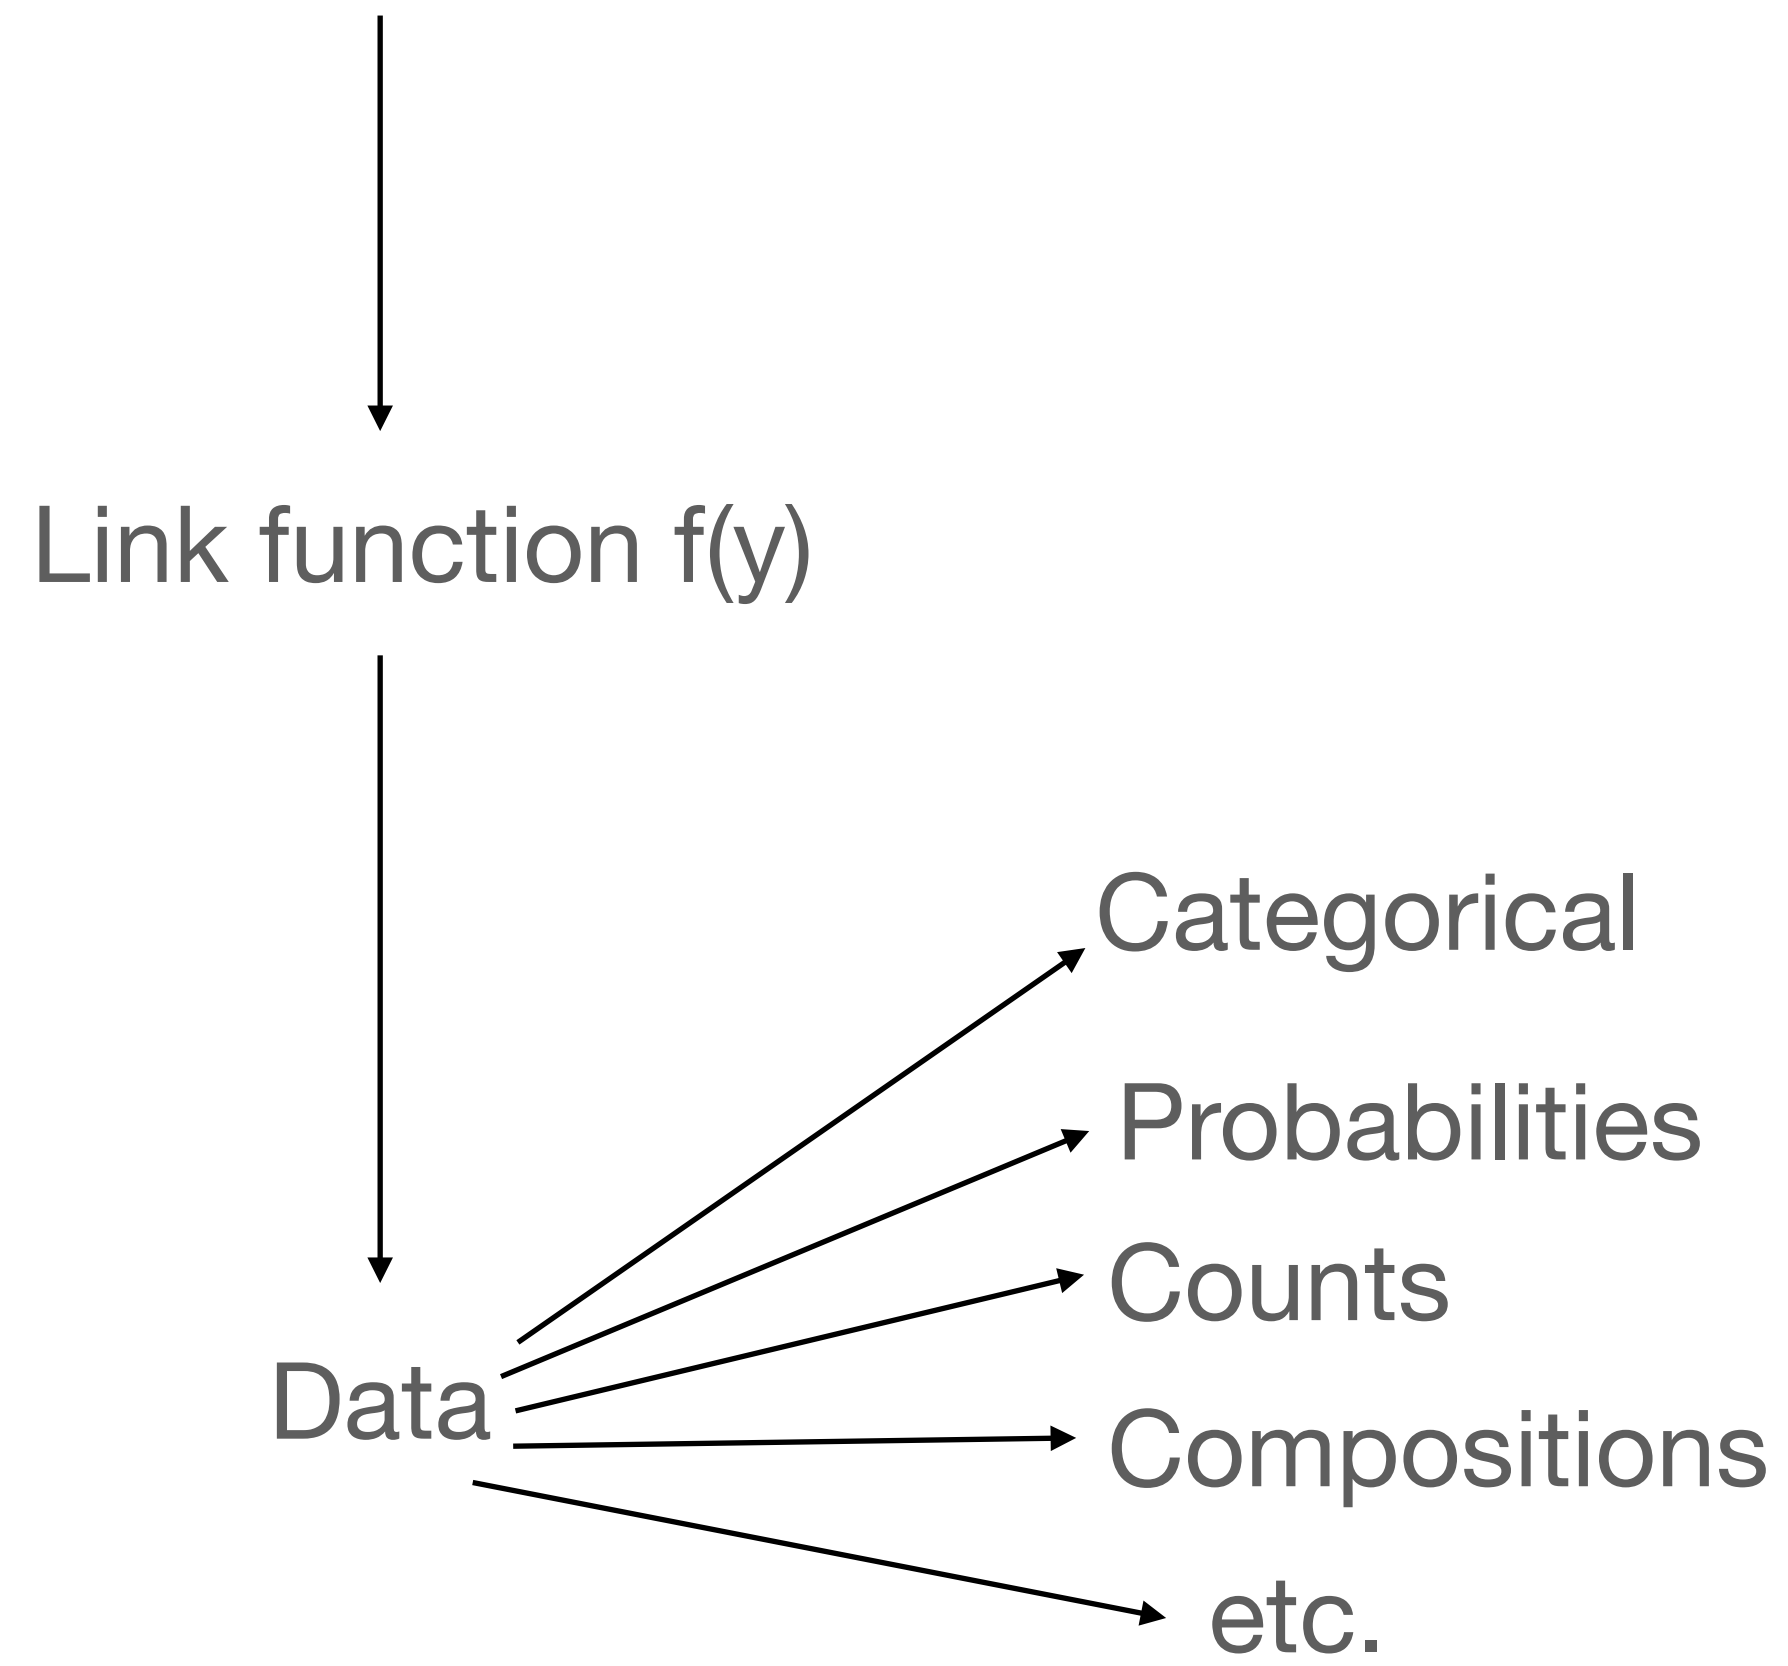 Link function f(y)
Categorical
Probabilities
Counts
Data
Compositions
etc.